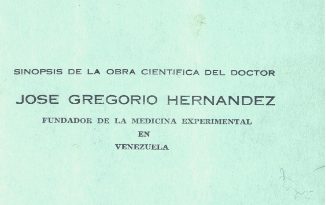 SINOPSIS DE LA OBRA CIENTIFICA DEL DOCTOR
JOSE GREGORIO HERNANDEZ
FUNDADOR DE LA MEDICINA EXPERIMENTAL
EN
VENEZUELA